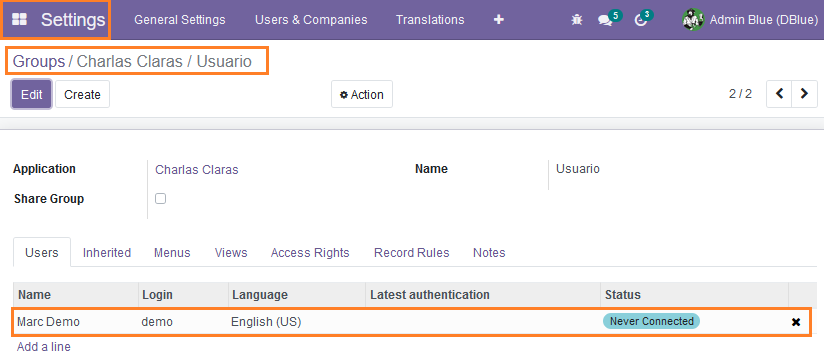 Settings General Settings Users & Companies Translations + 5 3 Admin Blue (DBlue)
Groups / Charlas Claras / Usuario
Edit Create Action 2 / 2
Application Charlas Claras Name Usuario
Share Group
Users Inherited Menus Views Access Rights Record Rules Notes
Name Login Language Latest authentication Status
Marc Demo demo English (US) Never Connected
Add a line